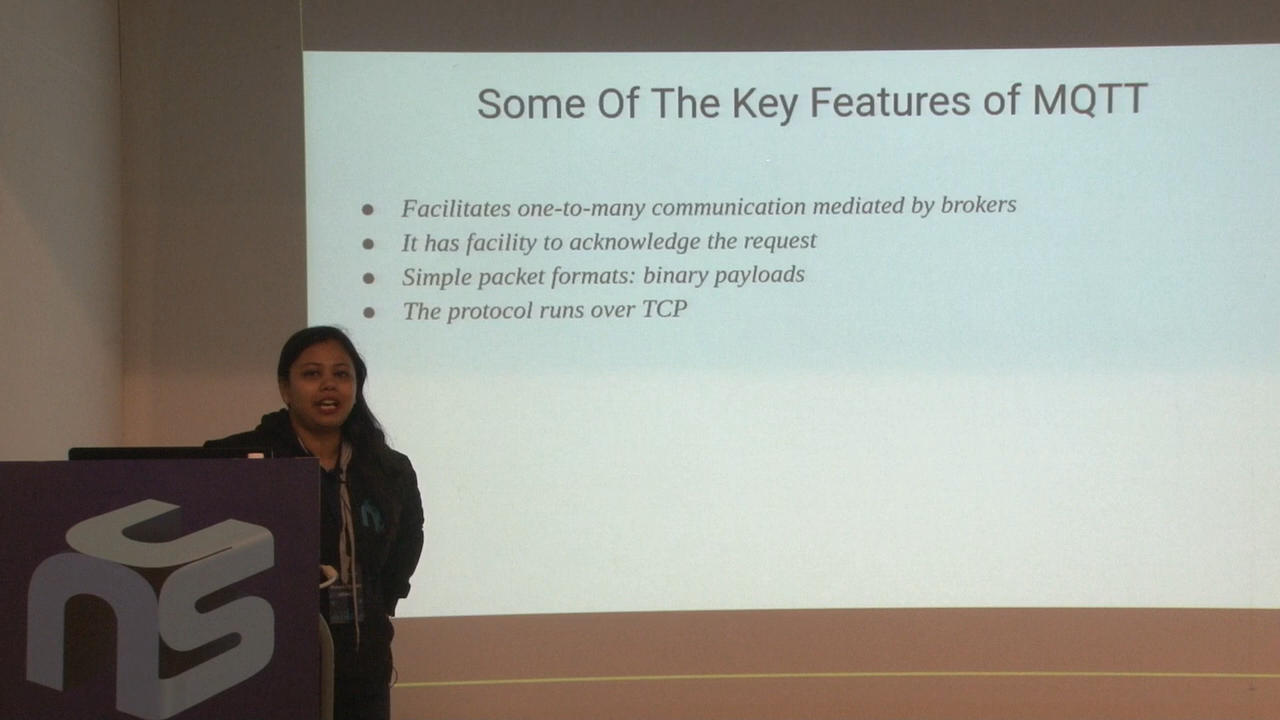 Some Of The Key Features of MQTT
● Facilitates one-to-many communication mediated by brokers
● It has facility to acknowledge the request
● Simple packet formats: binary payloads
● The protocol runs over TCP